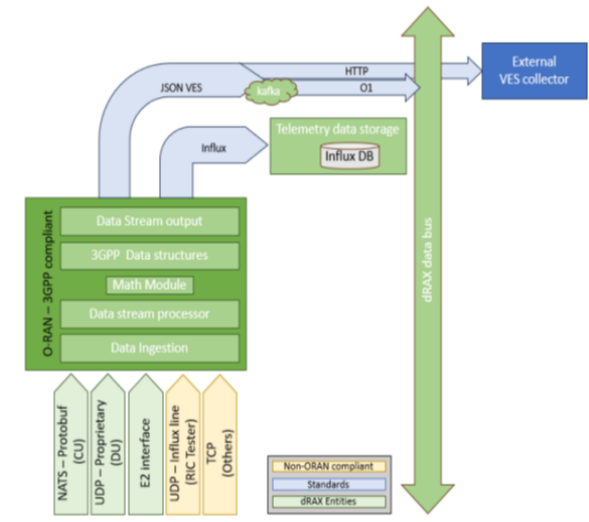 HTTP
External
VES collector
JSON VES
kafka
O1
Telemetry data storage
Influx DB
Influx
dRAX data bus
O-RAN – 3GPP compliant
Data Stream output
3GPP Data structures
Math Module
Data stream processor
Data Ingestion
NATS – Protobuf
(CU)
UDP – Proprietary
(DU)
E2 interface
UDP – Influx line
(RIC Tester)
TCP
(Others)
Non-ORAN compliant
Standards
dRAX Entities